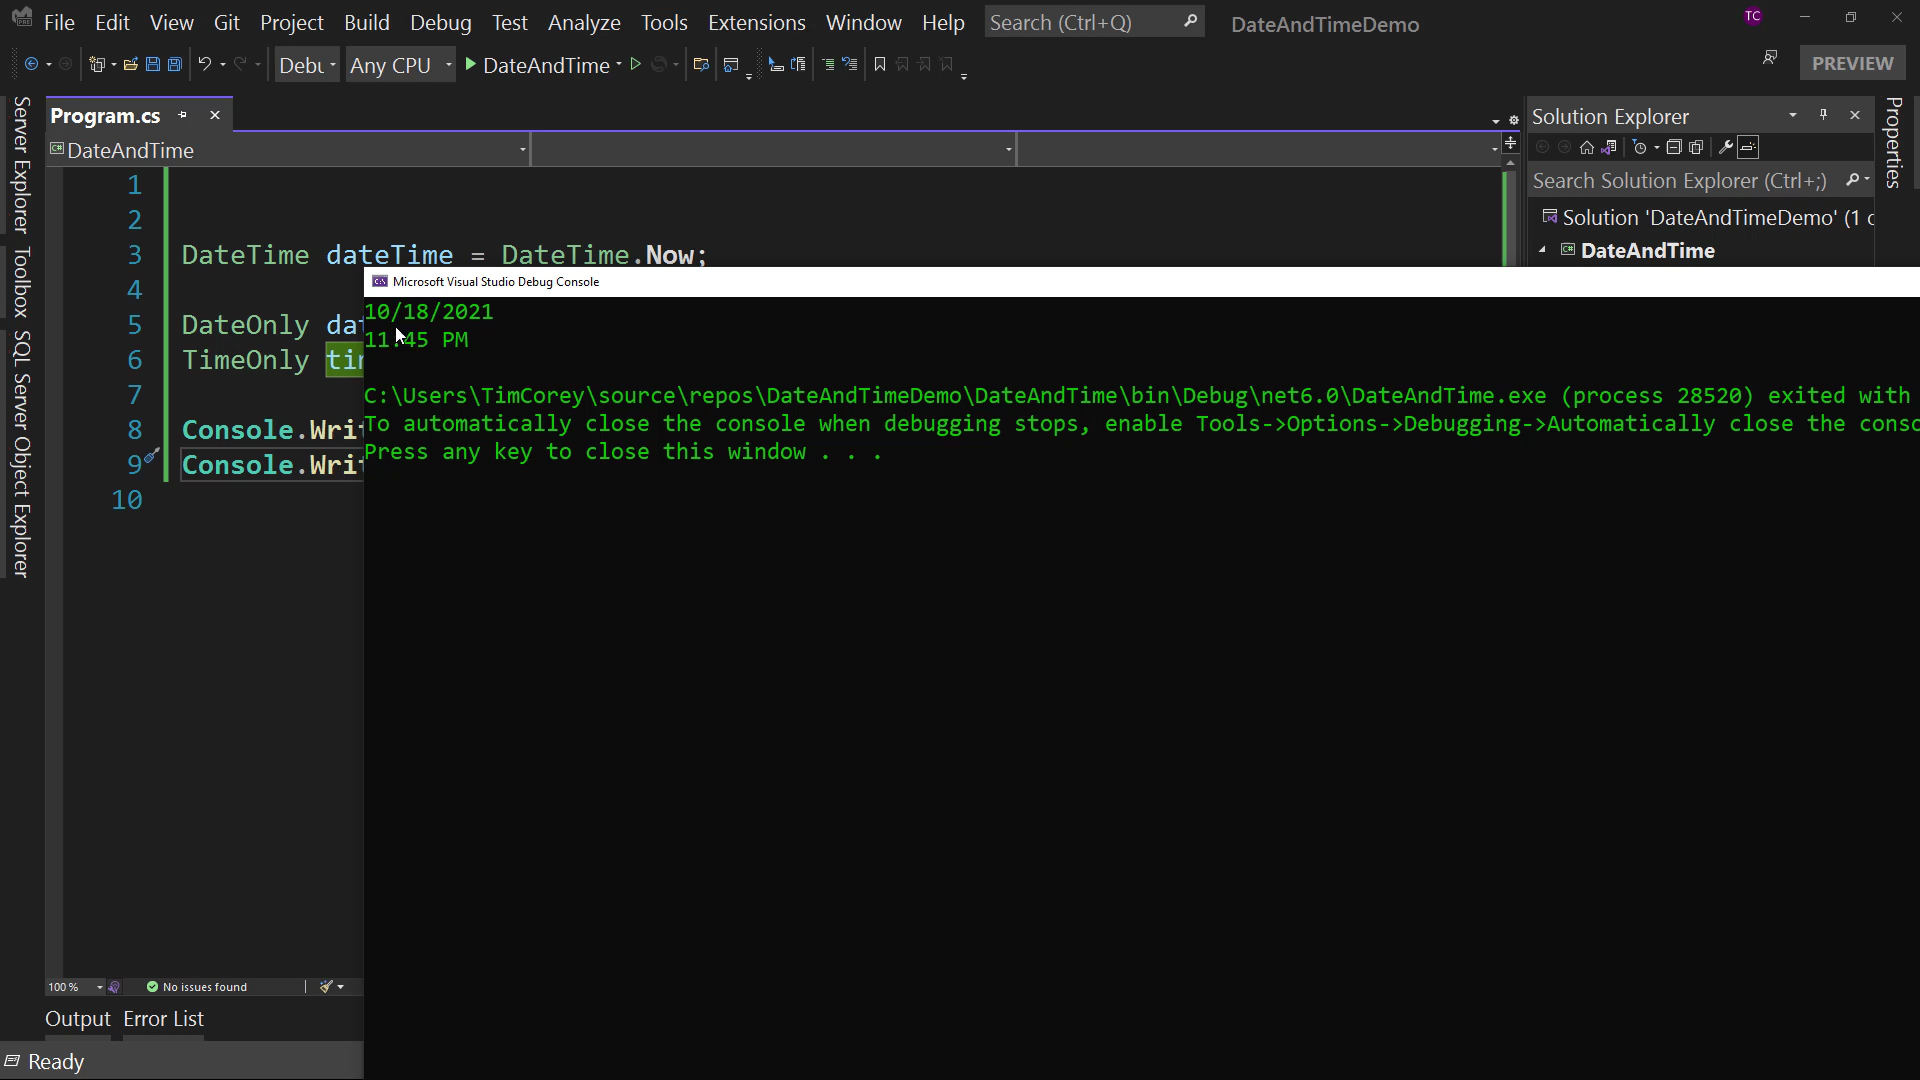 File Edit View Git Project Build Debug Test Analyze Tools Extensions Window Help Search (Ctrl+Q) DateAndTimeDemo TC
Debu Any CPU DateAndTime PREVIEW
Server Explorer
Toolbox
SQL Server Object Explorer
Program.cs
DateAndTime
1
2
3 DateTime dateTime = DateTime.Now;
4
5 DateOnly dat
6 TimeOnly tim
7
8 Console.Writ
9 Console.Writ
10
Microsoft Visual Studio Debug Console
10/18/2021
11:45 PM
C:\Users\TimCorey\source\repos\DateAndTimeDemo\DateAndTime\bin\Debug\net6.0\DateAndTime.exe (process 28520) exited with
To automatically close the console when debugging stops, enable Tools->Options->Debugging->Automatically close the conso
Press any key to close this window . . .
Solution Explorer
Search Solution Explorer (Ctrl+;)
Solution 'DateAndTimeDemo' (1 o
DateAndTime
Properties
100 % No issues found
Output Error List
Ready